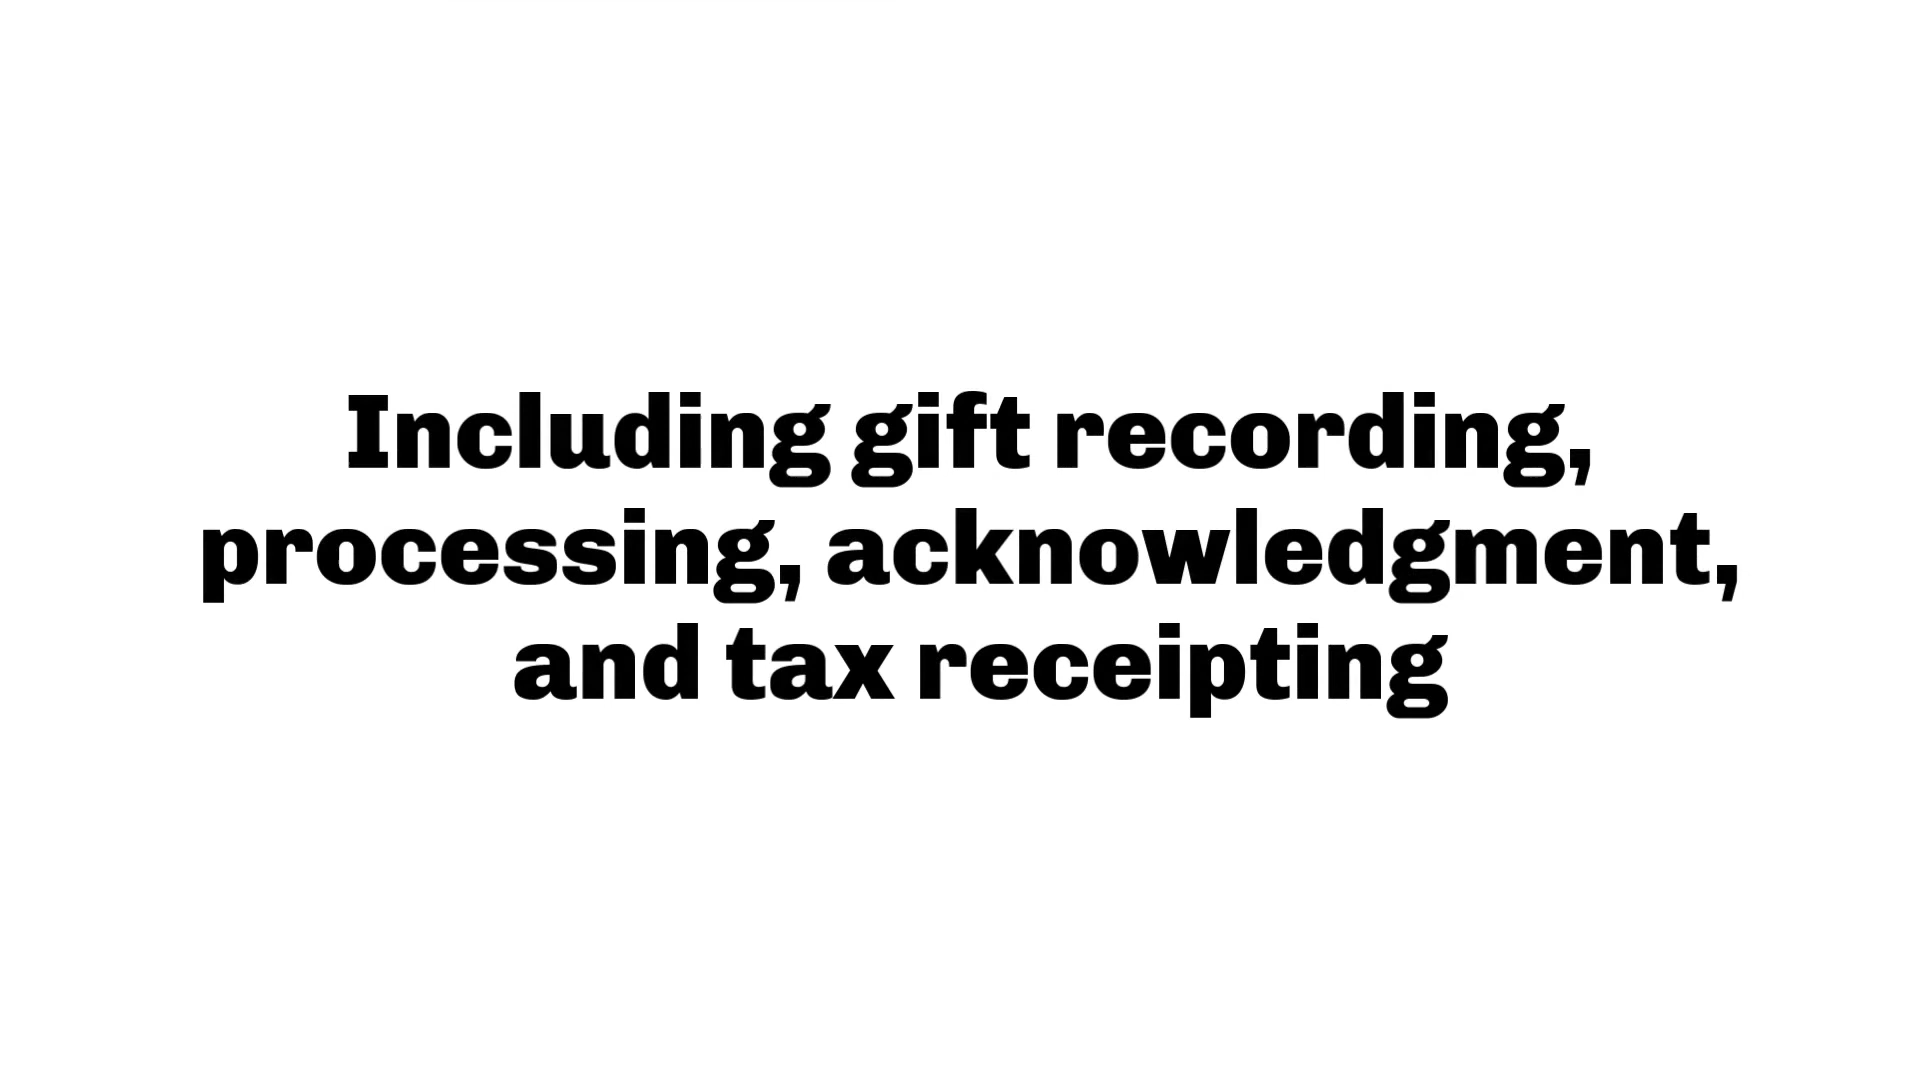 Including gift recording,
processing, acknowledgment,
and tax receipting